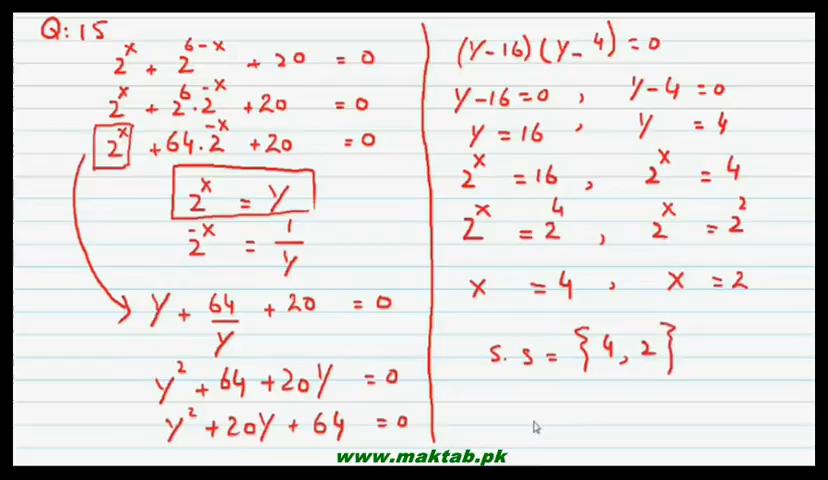 Q:15
2^x + 2^(6-x) + 20 = 0
2^x + 2^6 . 2^-x + 20 = 0
2^x + 64 . 2^-x + 20 = 0
2^x = y
2^-x = 1/y
y + 64/y + 20 = 0
y^2 + 64 + 20y = 0
y^2 + 20y + 64 = 0
(y-16)(y-4) = 0
y-16 = 0 , y-4 = 0
y = 16 , y = 4
2^x = 16 , 2^x = 4
2^x = 2^4 , 2^x = 2^2
x = 4 , x = 2
S.S = {4, 2}
www.maktab.pk